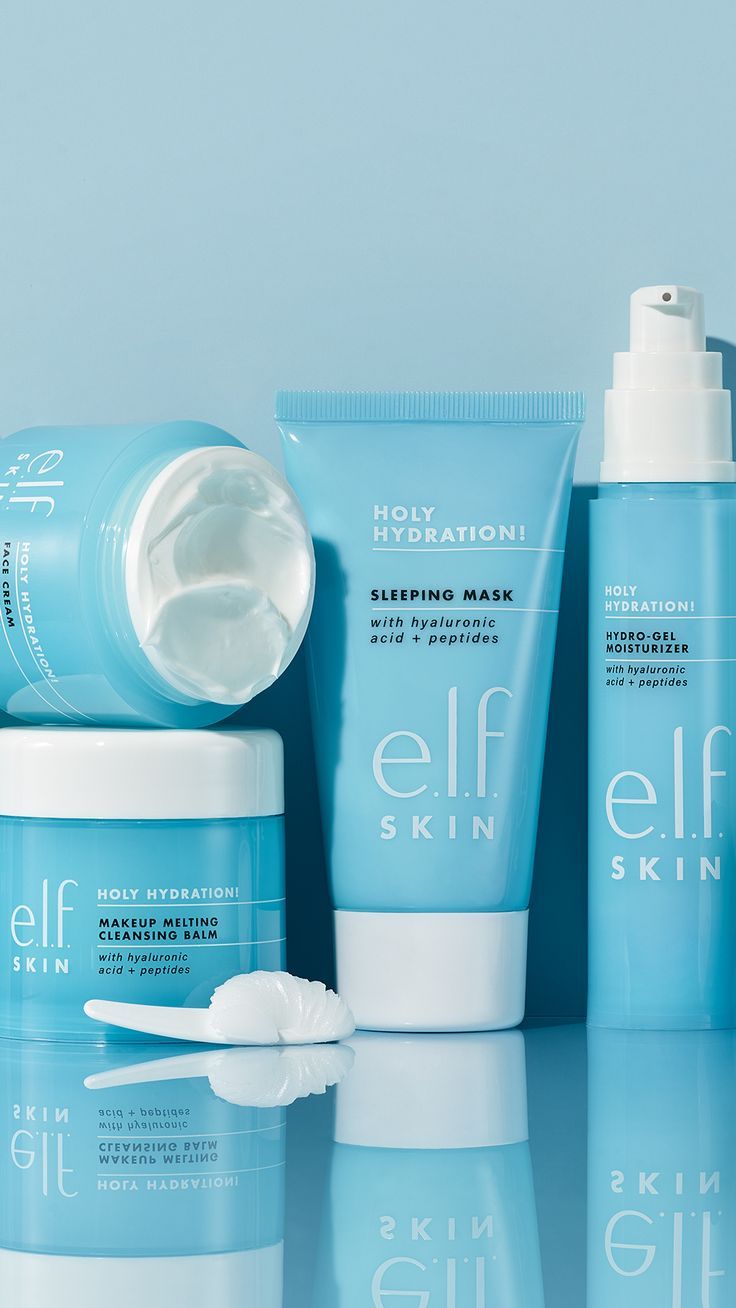 e.l.f.
SKIN
HOLY HYDRATION!
FACE CREAM
HOLY
HYDRATION!
SLEEPING MASK
with hyaluronic
acid + peptides
e.l.f.
SKIN
HOLY
HYDRATION!
HYDRO-GEL
MOISTURIZER
with hyaluronic
acid + peptides
e.l.f.
SKIN
e.l.f.
SKIN
HOLY HYDRATION!
MAKEUP MELTING
CLEANSING BALM
with hyaluronic
acid + peptides